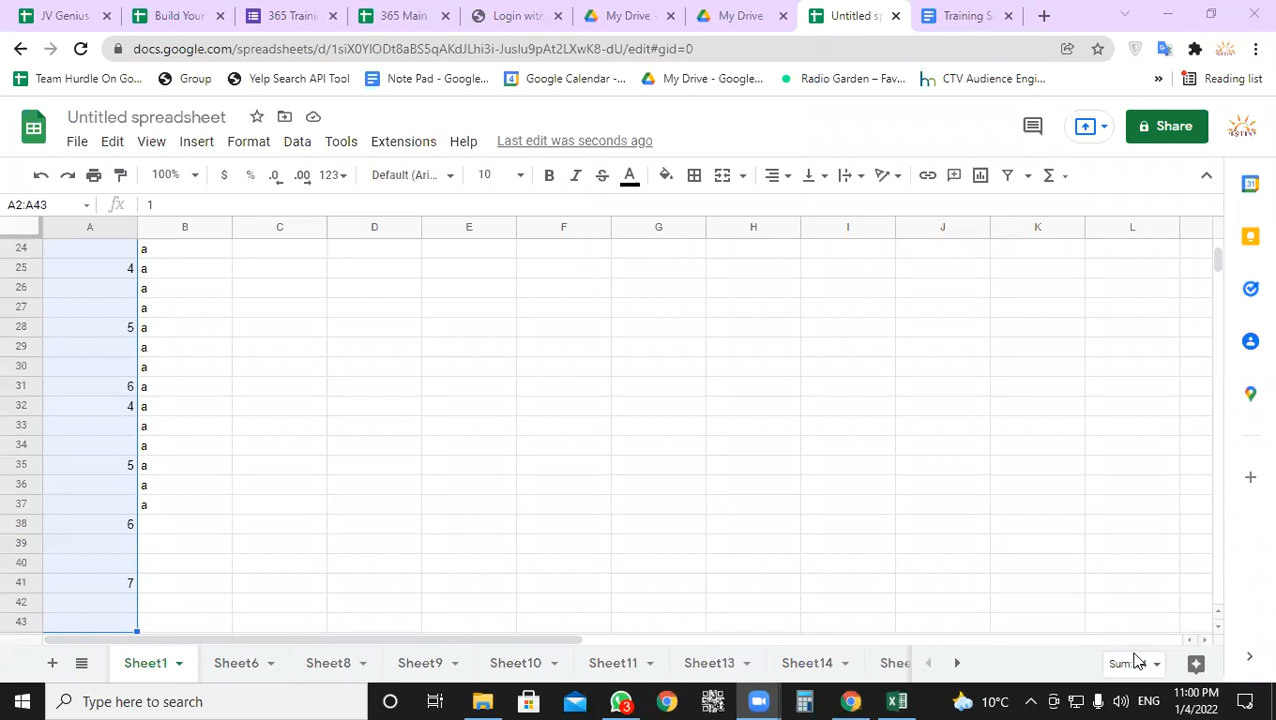 JV Genius
Build Your
365 Traini
365 Main
Login with
My Drive -
My Drive
Untitled sp
Training S
docs.google.com/spreadsheets/d/
/edit#gid=0
Team Hurdle On Go...
Group
Yelp Search API Tool
Note Pad - Google...
Google Calendar -...
My Drive - Google...
Radio Garden – Fav...
CTV Audience Engi...
»
Reading list
Untitled spreadsheet
Share
File Edit View Insert Format Data Tools Extensions Help Last edit was seconds ago
100% $ % .0 .00 123 Default (Ari... 10 B I S A Σ
A2:A43 fx 1
A B C D E F G H I J K L
24 a
25 4 a
26 a
27 a
28 5 a
29 a
30 a
31 6 a
32 4 a
33 a
34 a
35 5 a
36 a
37 a
38 6
39
40
41 7
42
43
Sheet1 Sheet6 Sheet8 Sheet9 Sheet10 Sheet11 Sheet13 Sheet14 Shee
Sum:
Type here to search
3
10°C
ENG
11:00 PM
1/4/2022
31